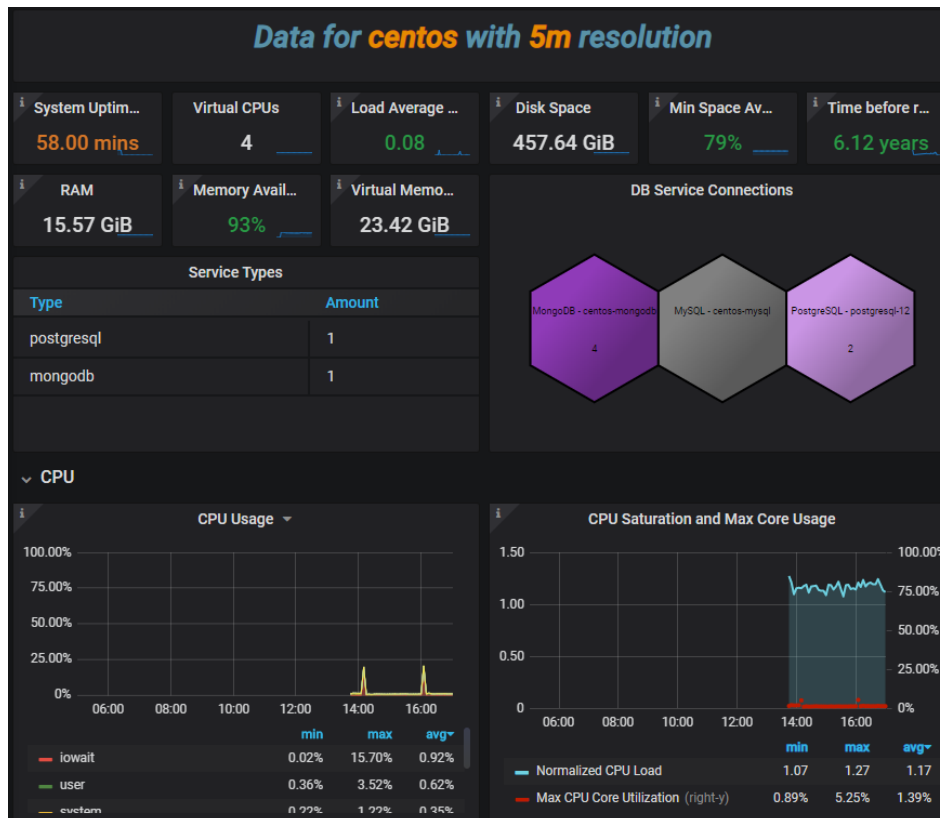 Data for centos with 5m resolution
System Uptim...
58.00 mins
Virtual CPUs
4
Load Average ...
0.08
Disk Space
457.64 GiB
Min Space Av...
79%
Time before r...
6.12 years
RAM
15.57 GiB
Memory Avail...
93%
Virtual Memo...
23.42 GiB
Service Types
Type Amount
postgresql 1
mongodb 1
DB Service Connections
MongoDB - centos-mongodb
4
MySQL - centos-mysql
PostgreSQL - postgresql-12
2
CPU
CPU Usage
100.00%
75.00%
50.00%
25.00%
0%
06:00 08:00 10:00 12:00 14:00 16:00
min max avg
iowait 0.02% 15.70% 0.92%
user 0.36% 3.52% 0.62%
system 0.22% 1.22% 0.35%
CPU Saturation and Max Core Usage
1.50 100.00%
75.00%
1.00
50.00%
0.50
25.00%
0 0%
06:00 08:00 10:00 12:00 14:00 16:00
min max avg
Normalized CPU Load 1.07 1.27 1.17
Max CPU Core Utilization (right-y) 0.89% 5.25% 1.39%